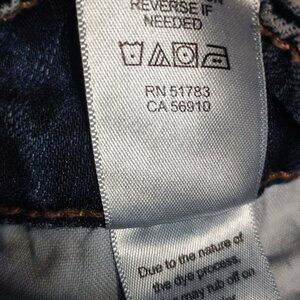 REVERSE IF
NEEDED
RN 51783
CA 56910
Due to the nature of
the dye process,
may rub off on